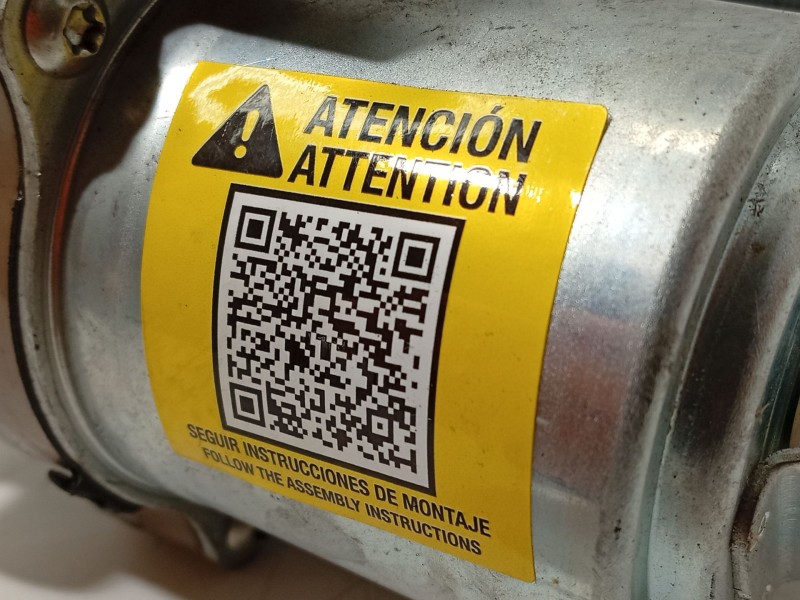 ATENCIÓN
ATTENTION
SEGUIR INSTRUCCIONES DE MONTAJE
FOLLOW THE ASSEMBLY INSTRUCTIONS